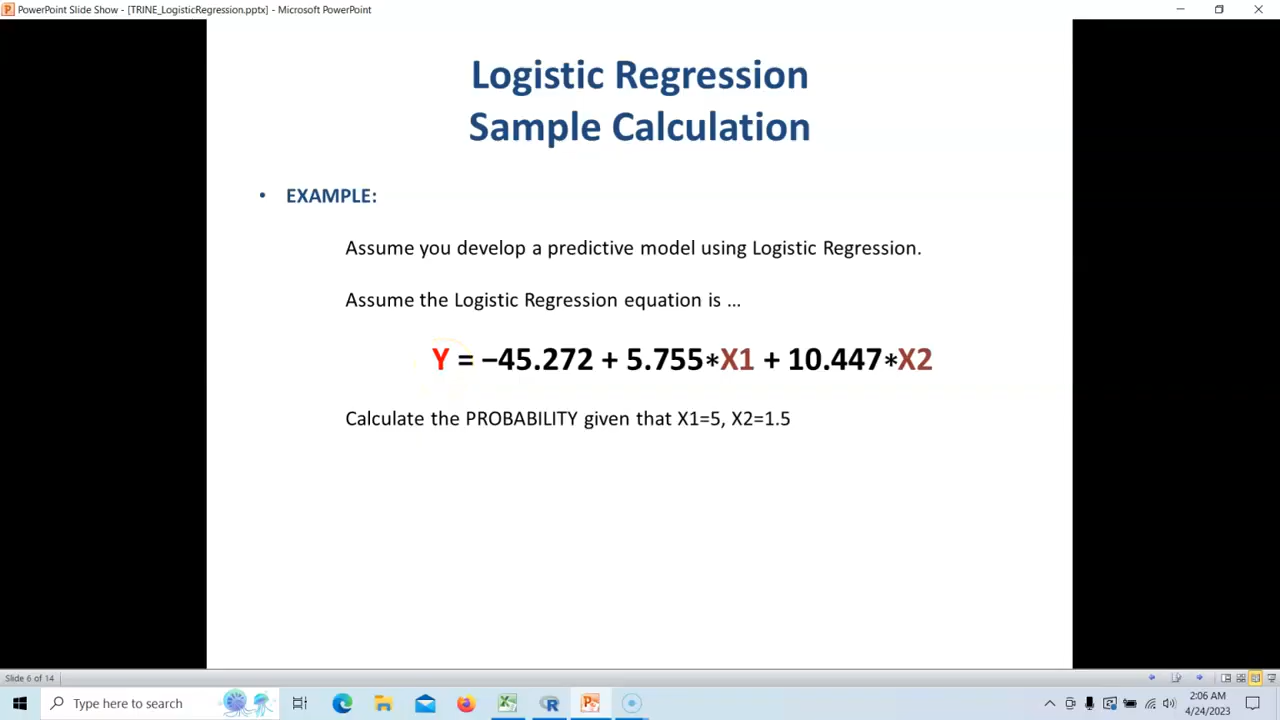 PowerPoint Slide Show - [TRINE_LogisticRegression.pptx] - Microsoft PowerPoint
Logistic Regression
Sample Calculation
• EXAMPLE:
Assume you develop a predictive model using Logistic Regression.
Assume the Logistic Regression equation is ...
Y = –45.272 + 5.755*X1 + 10.447*X2
Calculate the PROBABILITY given that X1=5, X2=1.5
Slide 6 of 14
Type here to search
2:06 AM
4/24/2023